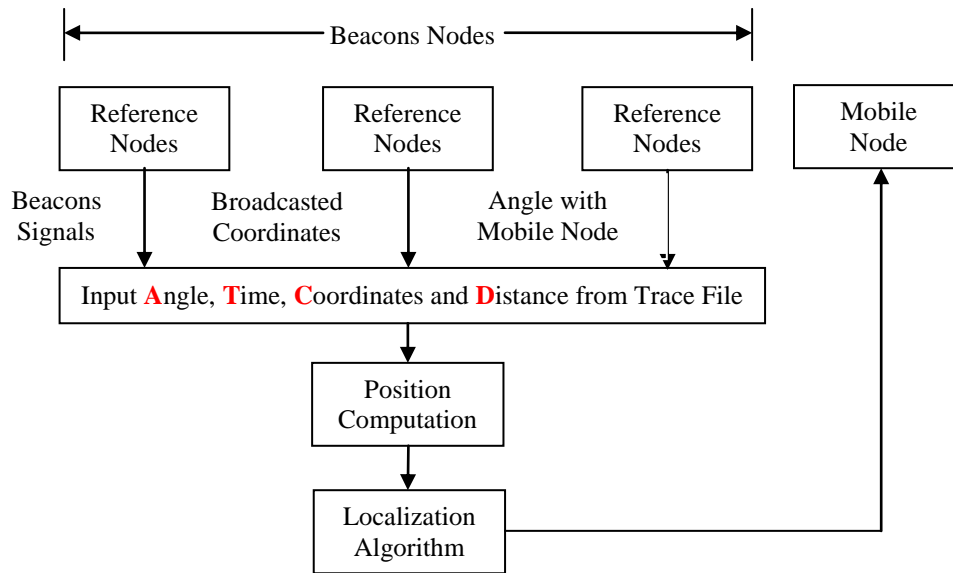 Beacons Nodes
Reference
Nodes
Reference
Nodes
Reference
Nodes
Mobile
Node
Beacons
Signals
Broadcasted
Coordinates
Angle with
Mobile Node
Input Angle, Time, Coordinates and Distance from Trace File
Position
Computation
Localization
Algorithm